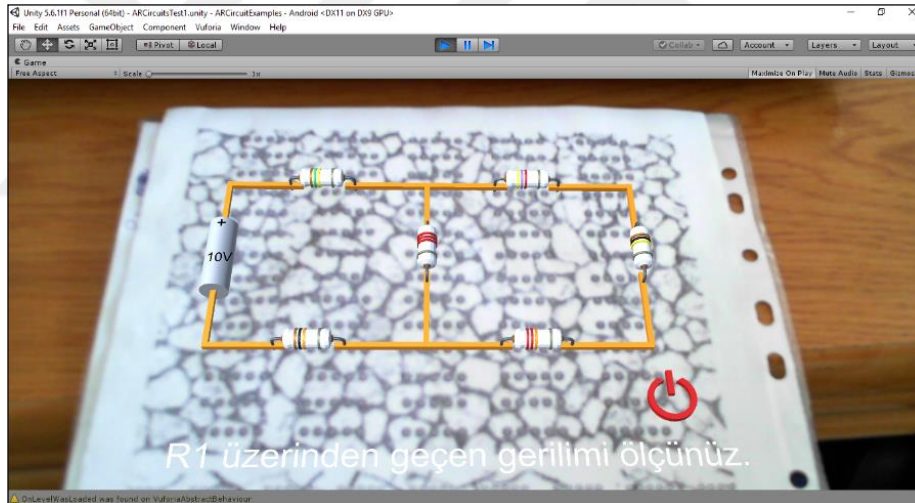 Unity 5.6.1f1 Personal (64bit) - ARCircuitsTest1.unity - ARCircuitExamples - Android <DX11 on DX9 GPU>
File Edit Assets GameObject Component Vuforia Window Help
Pivot Local Collab Account Layers Layout
Game
Free Aspect Scale 1x Maximize On Play Mute Audio Stats Gizmos
+
10V
R1 üzerinden geçen gerilimi ölçünüz.
OnLevelWasLoaded was found on VuforiaAbstractBehaviour